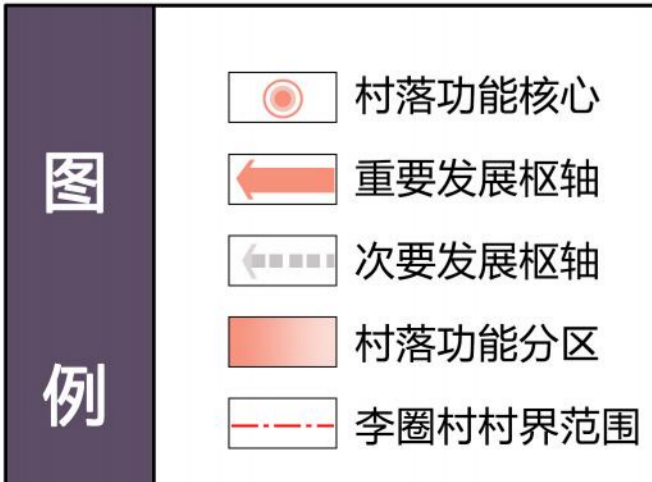 图例
村落功能核心
重要发展枢轴
次要发展枢轴
村落功能分区
李圈村村界范围